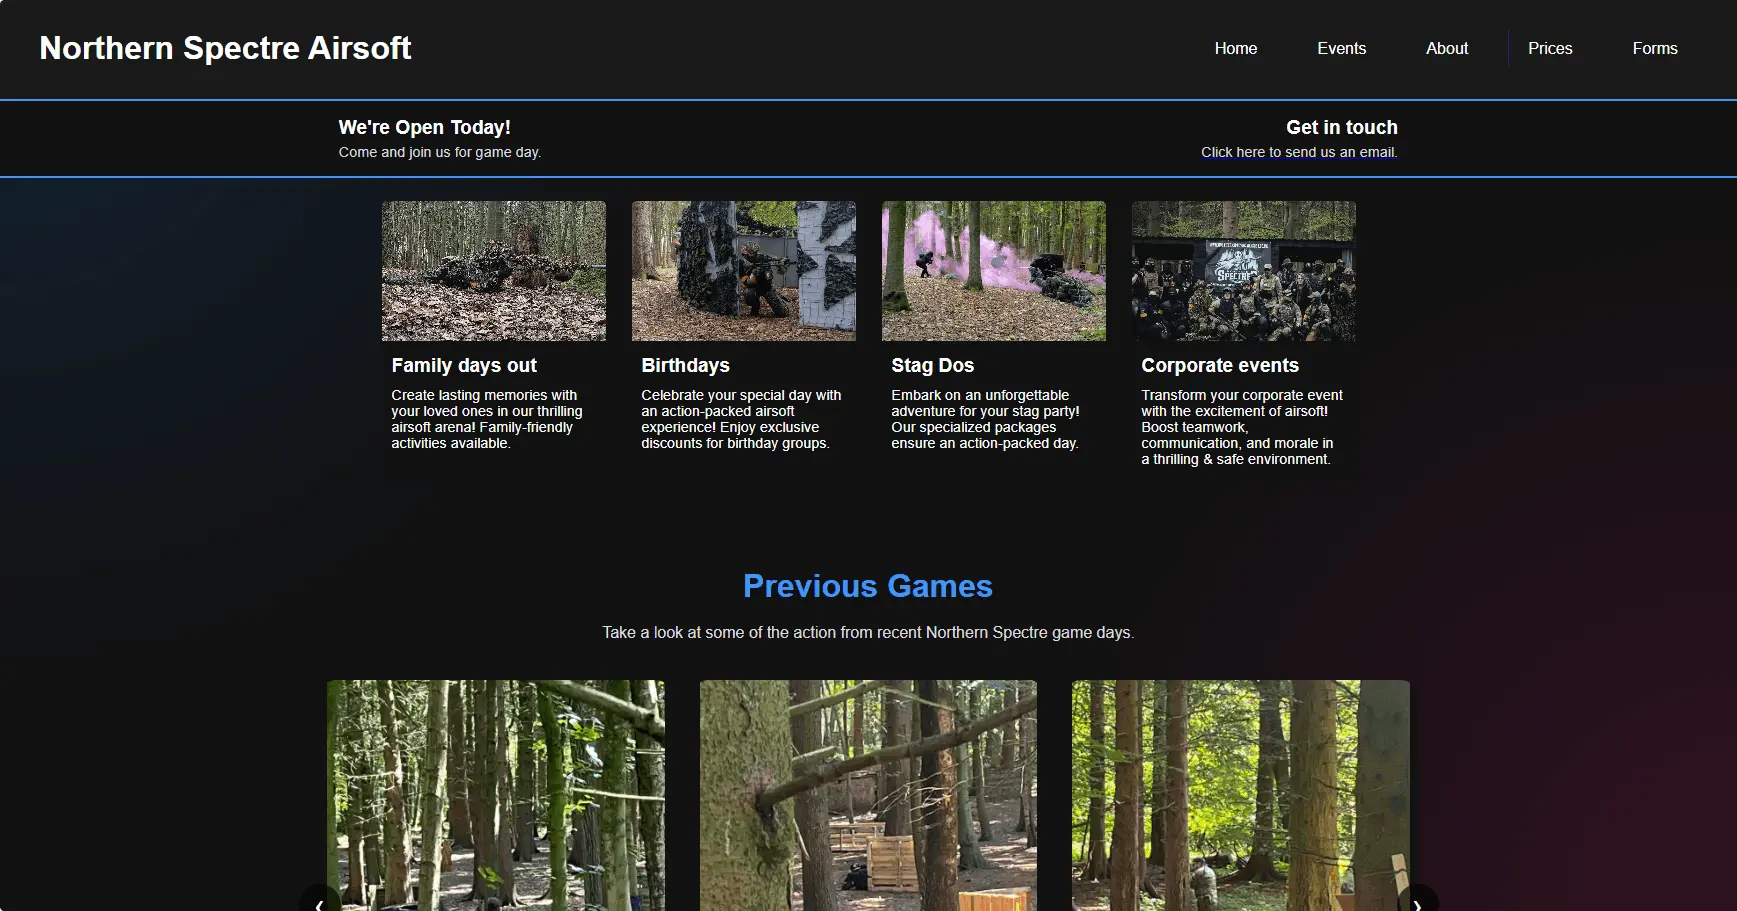 Northern Spectre Airsoft
Home Events About Prices Forms
We're Open Today!
Come and join us for game day.
Get in touch
Click here to send us an email.
SPECTRE
Family days out
Create lasting memories with
your loved ones in our thrilling
airsoft arena! Family-friendly
activities available.
Birthdays
Celebrate your special day with
an action-packed airsoft
experience! Enjoy exclusive
discounts for birthday groups.
Stag Dos
Embark on an unforgettable
adventure for your stag party!
Our specialized packages
ensure an action-packed day.
Corporate events
Transform your corporate event
with the excitement of airsoft!
Boost teamwork,
communication, and morale in
a thrilling & safe environment.
Previous Games
Take a look at some of the action from recent Northern Spectre game days.